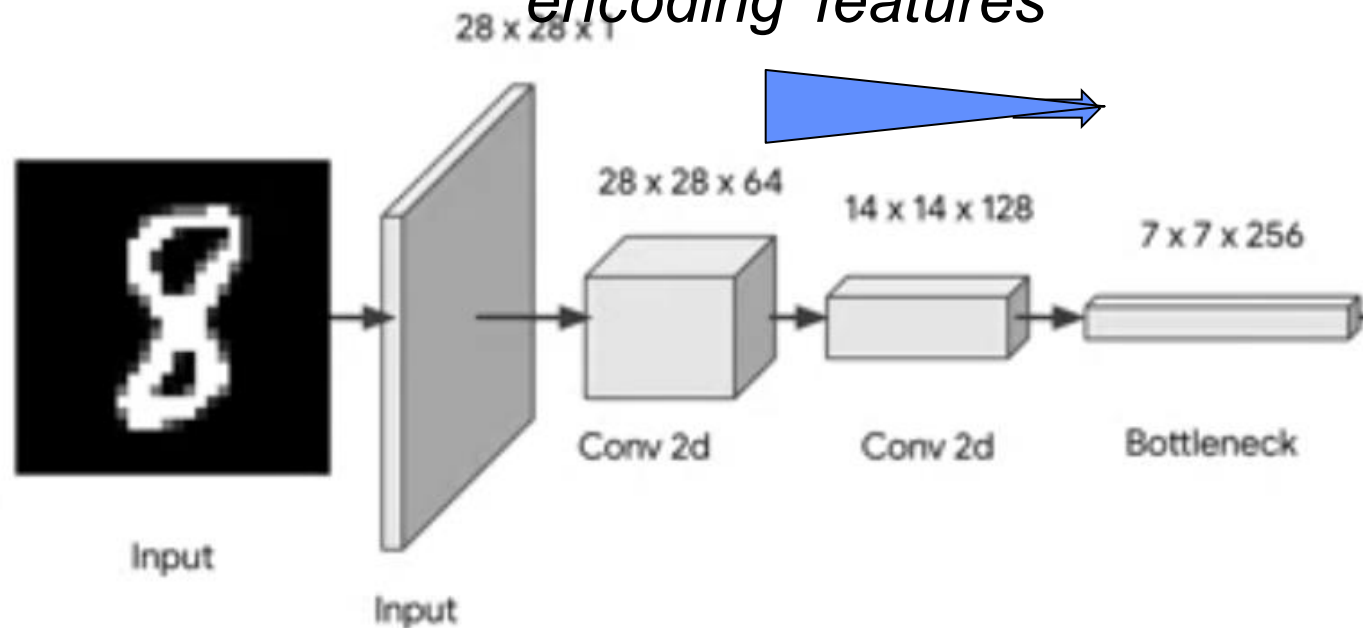 encoding features
28 x 28 x 1
28 x 28 x 64
14 x 14 x 128
7 x 7 x 256
Conv 2d
Conv 2d
Bottleneck
Input
Input